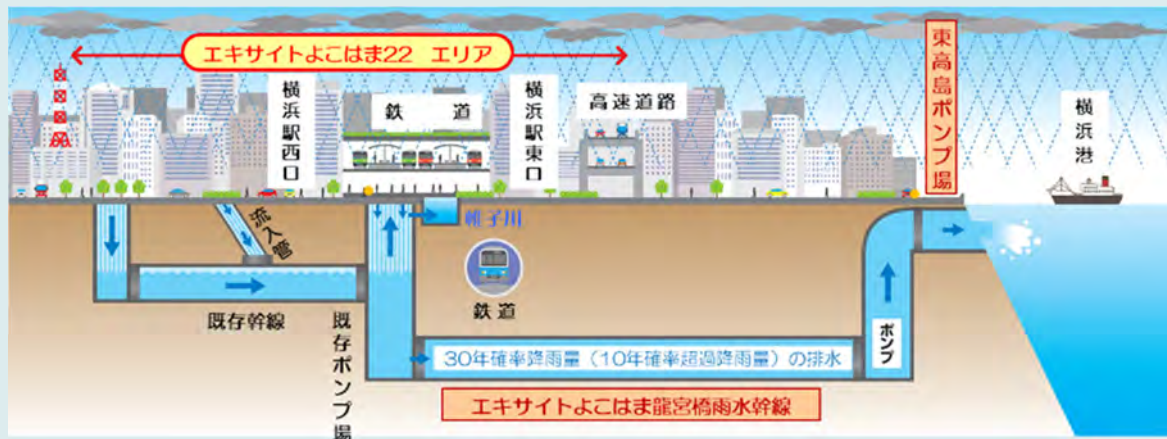 エキサイトよこはま22　エリア
東高島ポンプ場
横浜駅西口
鉄　道
横浜駅東口
高速道路
横浜港
流入管
帷子川
鉄道
既存幹線
既存ポンプ場
30年確率降雨量（10年確率超過降雨量）の排水
ポンプ
エキサイトよこはま龍宮橋雨水幹線